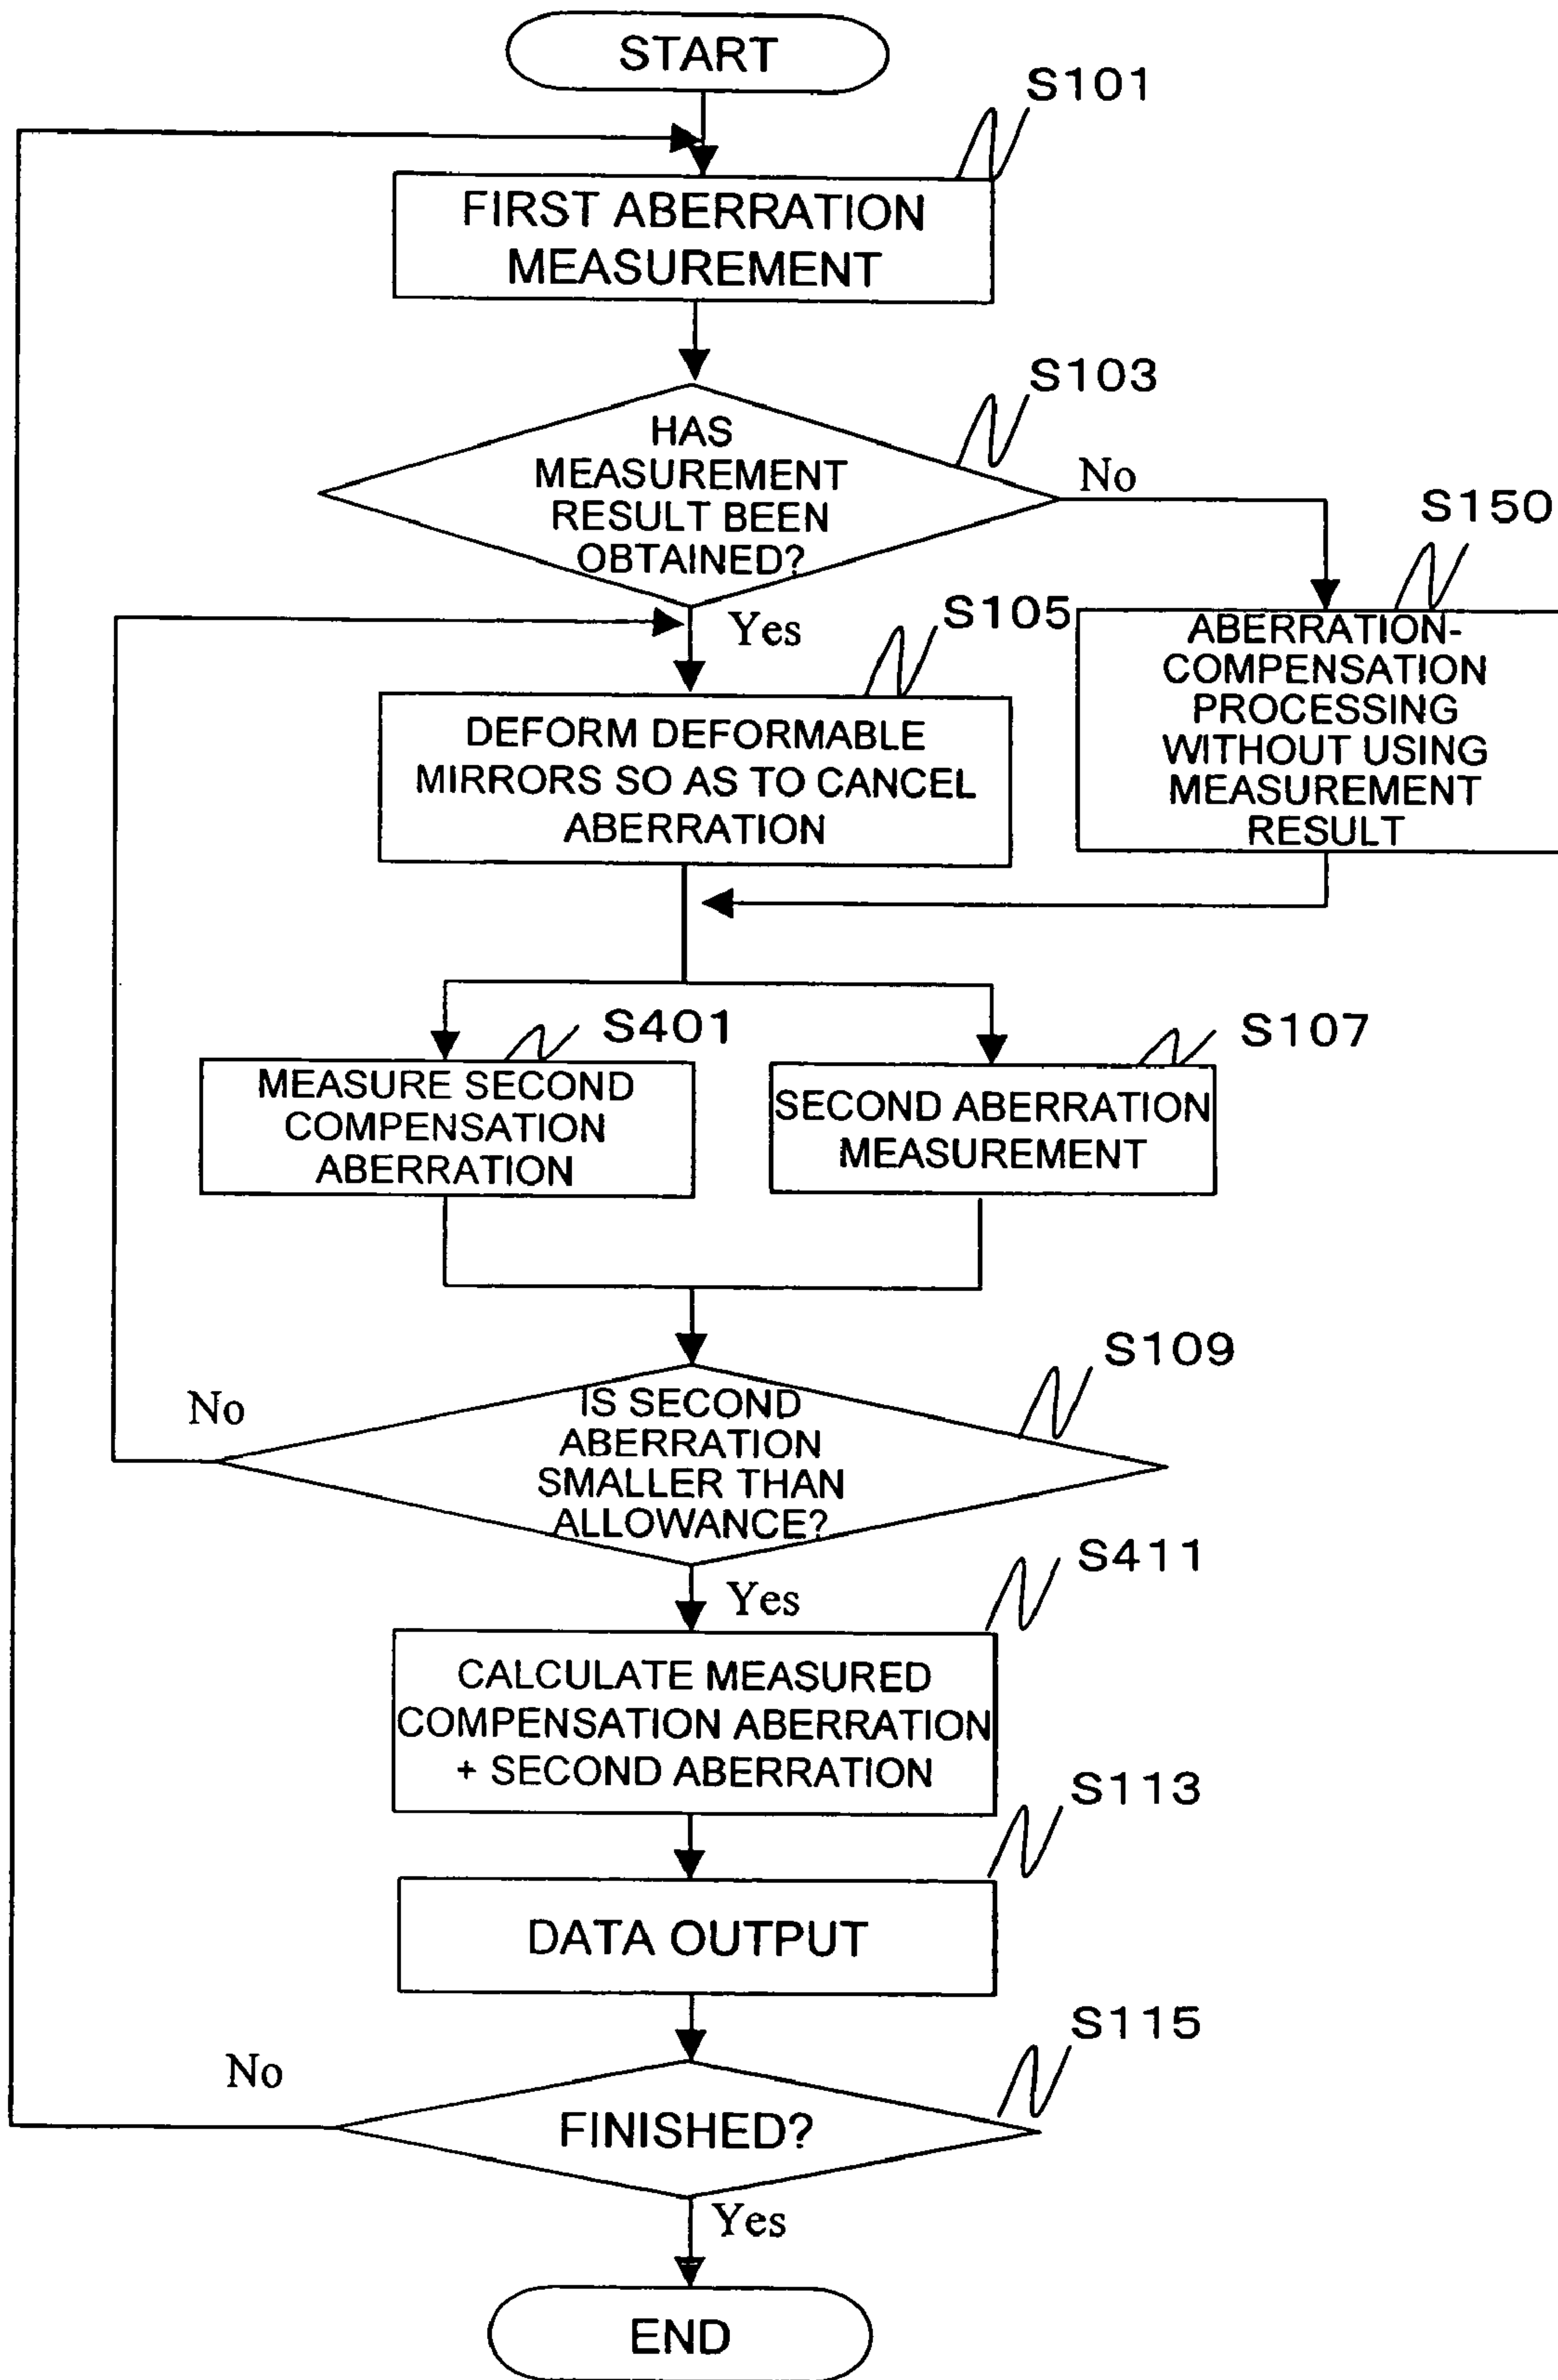 START
S101
FIRST ABERRATION
MEASUREMENT
S103
HAS
MEASUREMENT
RESULT BEEN
OBTAINED?
No
S150
Yes
S105
ABERRATION-
COMPENSATION
PROCESSING
WITHOUT USING
MEASUREMENT
RESULT
DEFORM DEFORMABLE
MIRRORS SO AS TO CANCEL
ABERRATION
S401
S107
MEASURE SECOND
COMPENSATION
ABERRATION
SECOND ABERRATION
MEASUREMENT
S109
No
IS SECOND
ABERRATION
SMALLER THAN
ALLOWANCE?
S411
Yes
CALCULATE MEASURED
COMPENSATION ABERRATION
+ SECOND ABERRATION
S113
DATA OUTPUT
S115
No
FINISHED?
Yes
END